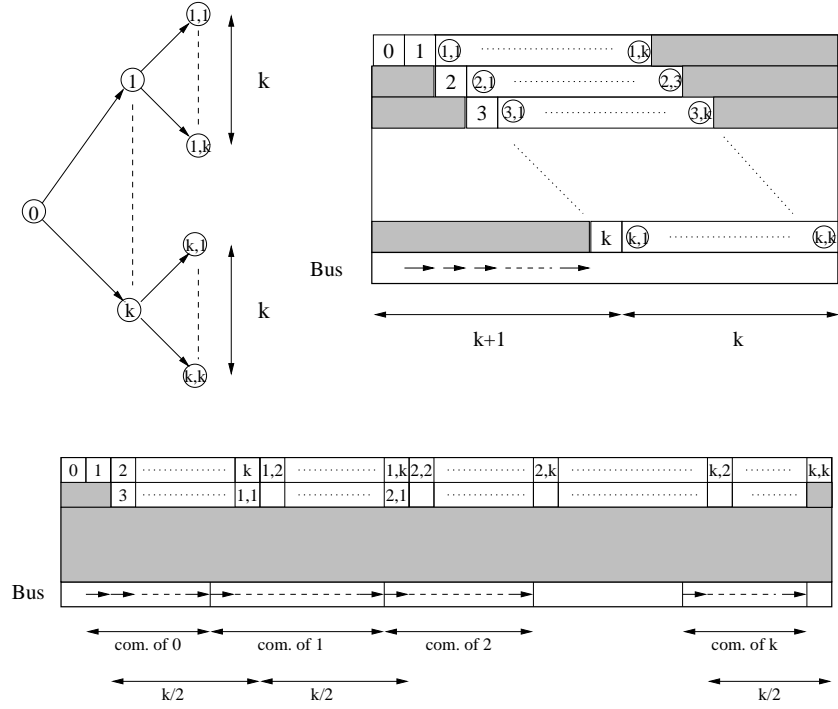 1,1
1
k
1,k
0
k,1
k
k
k,k
0 1 1,1 1,k
2 2,1 2,3
3 3,1 3,k
k k,1 k,k
Bus
k+1 k
0 1 2 k 1,2 1,k 2,2 2,k k,2 k,k
3 1,1 2,1
Bus
com. of 0 com. of 1 com. of 2 com. of k
k/2 k/2 k/2